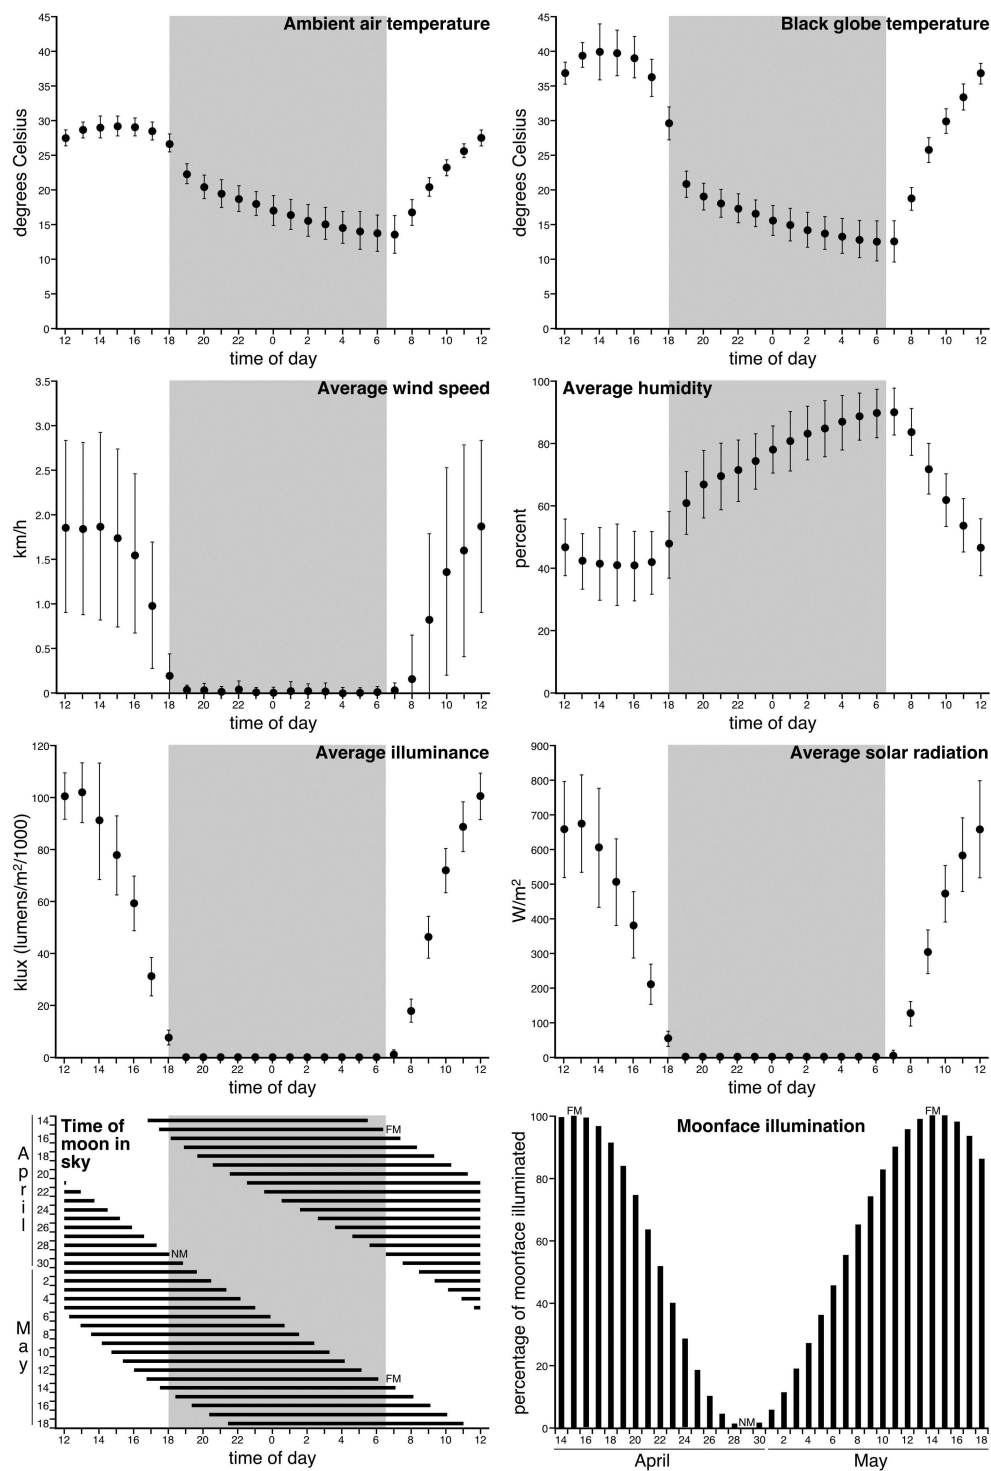 Ambient air temperature
degrees Celsius
45
40
35
30
25
20
15
10
5
0
12 14 16 18 20 22 0 2 4 6 8 10 12
time of day
Black globe temperature
degrees Celsius
45
40
35
30
25
20
15
10
5
0
12 14 16 18 20 22 0 2 4 6 8 10 12
time of day
Average wind speed
km/h
3.5
3.0
2.5
2.0
1.5
1.0
0.5
0
12 14 16 18 20 22 0 2 4 6 8 10 12
time of day
Average humidity
percent
100
80
60
40
20
0
12 14 16 18 20 22 0 2 4 6 8 10 12
time of day
Average illuminance
klux (lumens/m²/1000)
120
100
80
60
40
20
0
12 14 16 18 20 22 0 2 4 6 8 10 12
time of day
Average solar radiation
W/m²
900
800
700
600
500
400
300
200
100
0
12 14 16 18 20 22 0 2 4 6 8 10 12
time of day
Time of
moon in
sky
April
14
16
18
20
22
24
26
28
30
May
2
4
6
8
10
12
14
16
18
FM
NM
FM
12 14 16 18 20 22 0 2 4 6 8 10 12
time of day
Moonface illumination
percentage of moonface illuminated
100
80
60
40
20
0
FM
NM
FM
14 16 18 20 22 24 26 28 30 2 4 6 8 10 12 14 16 18
April May